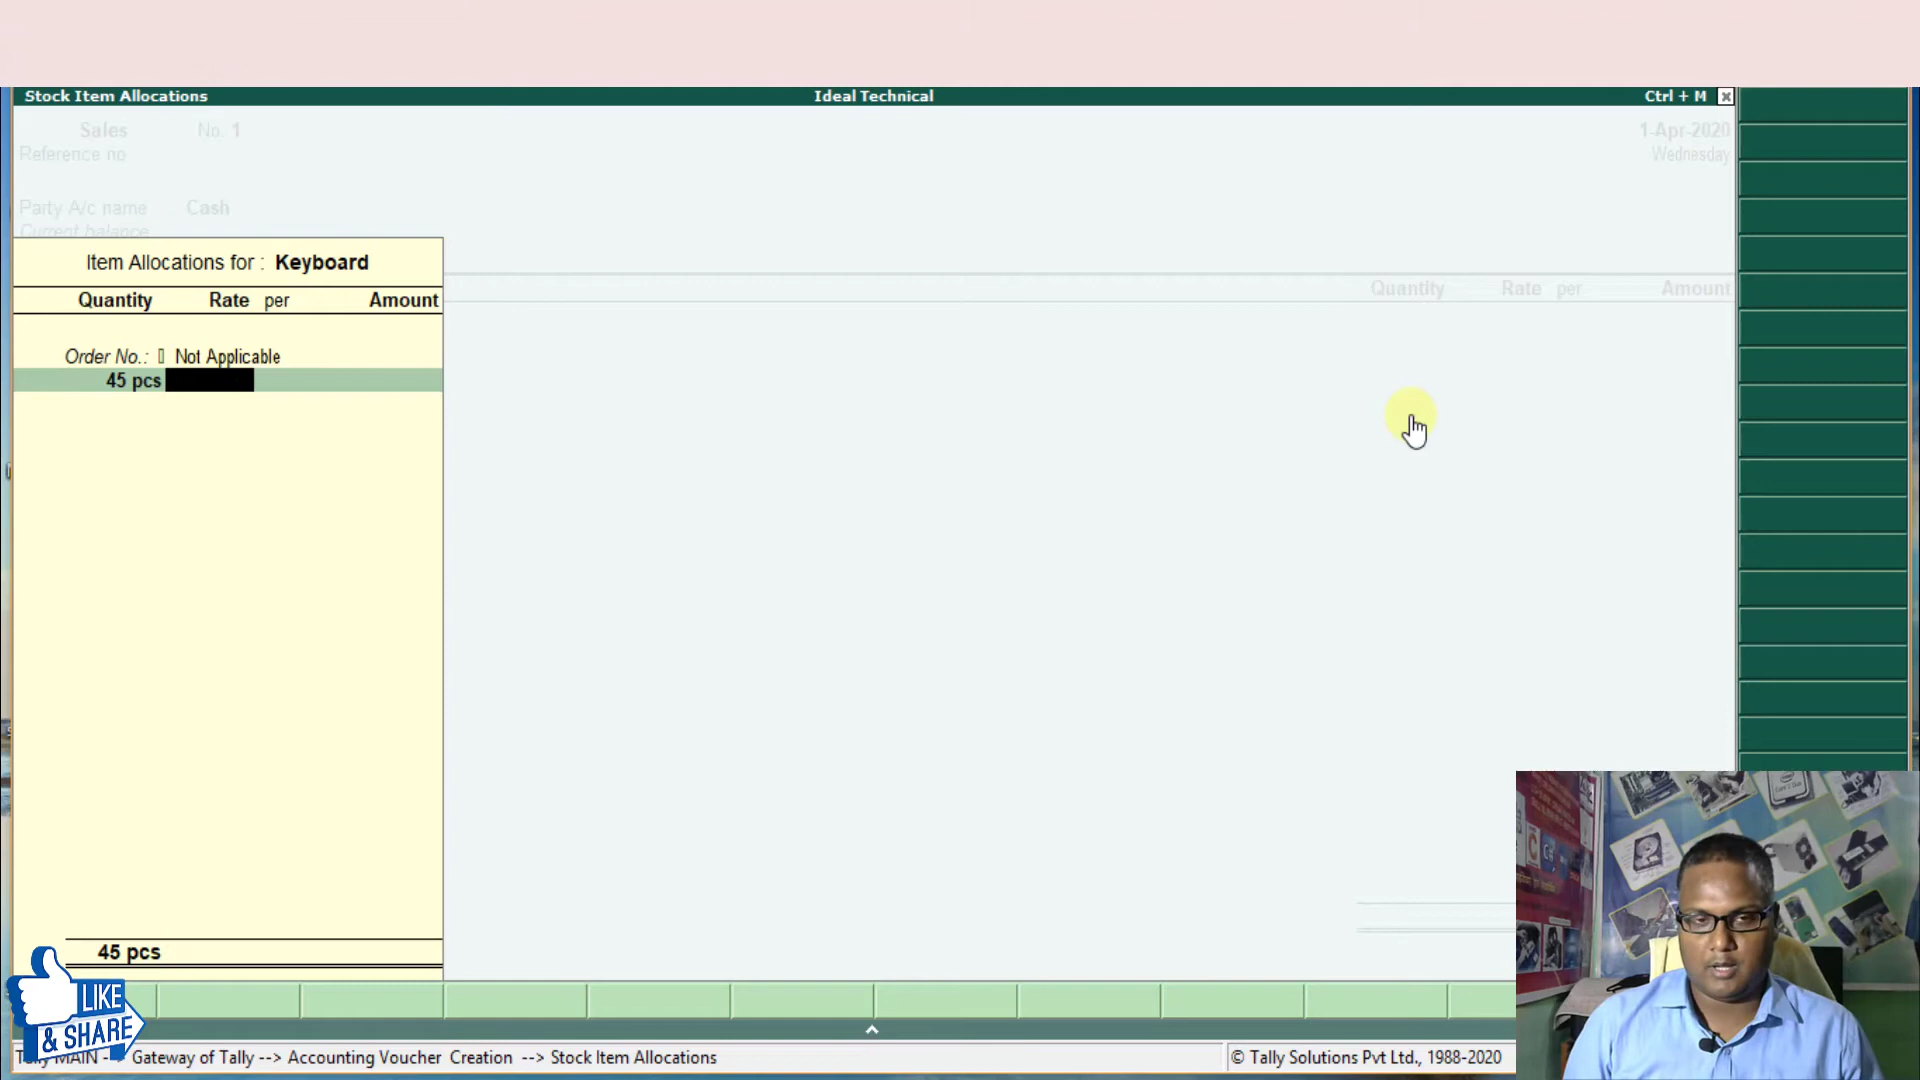 Stock Item Allocations Ideal Technical Ctrl + M
Sales No. 1 1-Apr-2020
Reference no Wednesday
Party A/c name Cash
Current balance
Item Allocations for : Keyboard
Quantity Rate per Amount
Quantity Rate per Amount
Order No.: Not Applicable
45 pcs
45 pcs
LIKE
& SHARE
Tally MAIN --> Gateway of Tally --> Accounting Voucher Creation --> Stock Item Allocations © Tally Solutions Pvt Ltd., 1988-2020